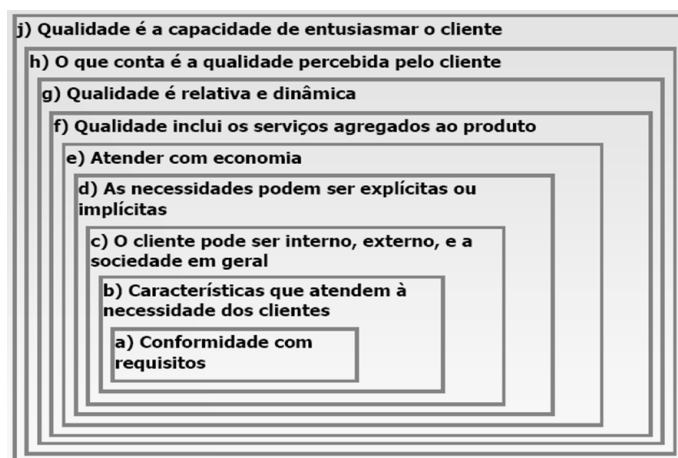 j) Qualidade é a capacidade de entusiasmar o cliente
h) O que conta é a qualidade percebida pelo cliente
g) Qualidade é relativa e dinâmica
f) Qualidade inclui os serviços agregados ao produto
e) Atender com economia
d) As necessidades podem ser explícitas ou
implícitas
c) O cliente pode ser interno, externo, e a
sociedade em geral
b) Características que atendem à
necessidade dos clientes
a) Conformidade com
requisitos